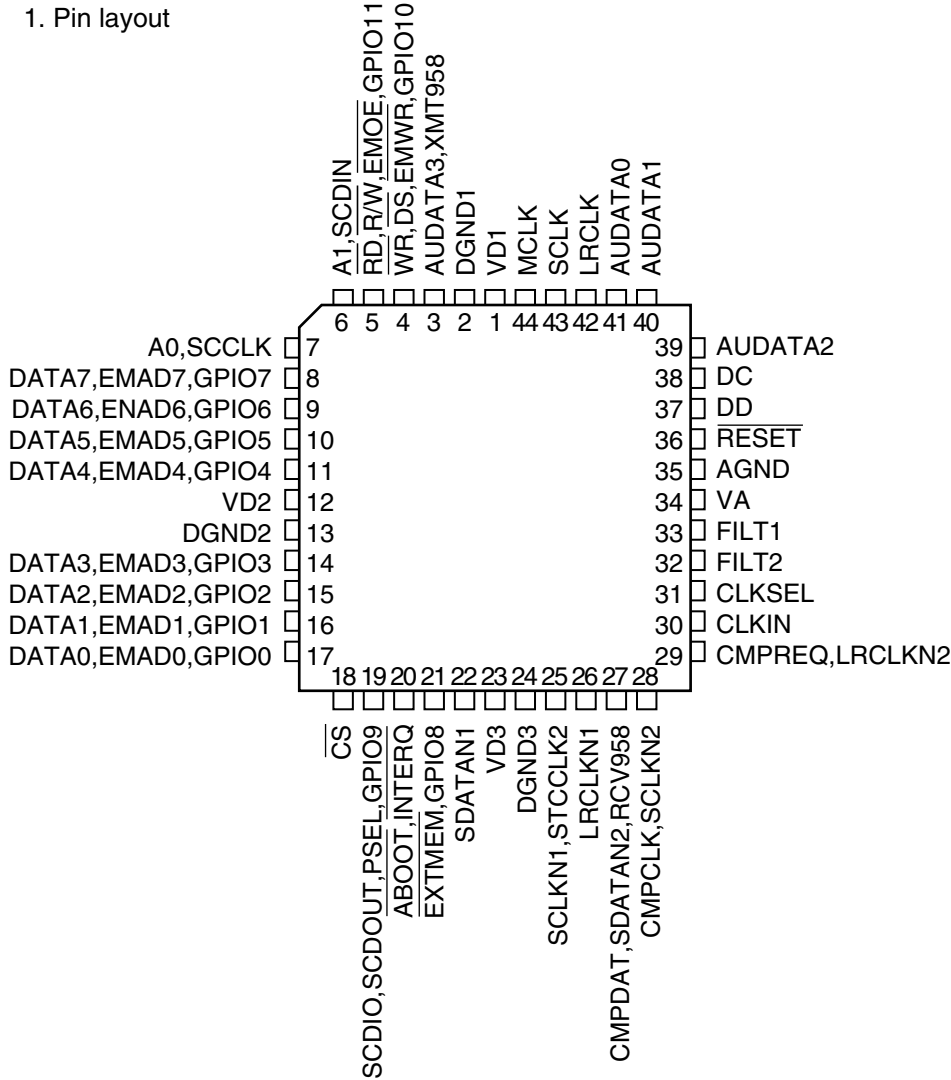 1. Pin layout
A1,SCDIN
RD,R/W,EMOE,GPIO11
WR,DS,EMWR,GPIO10
AUDATA3,XMT958
DGND1
VD1
MCLK
SCLK
LRCLK
AUDATA0
AUDATA1
6 5 4 3 2 1 44 43 42 41 40
A0,SCCLK 7
DATA7,EMAD7,GPIO7 8
DATA6,ENAD6,GPIO6 9
DATA5,EMAD5,GPIO5 10
DATA4,EMAD4,GPIO4 11
VD2 12
DGND2 13
DATA3,EMAD3,GPIO3 14
DATA2,EMAD2,GPIO2 15
DATA1,EMAD1,GPIO1 16
DATA0,EMAD0,GPIO0 17
39 AUDATA2
38 DC
37 DD
36 RESET
35 AGND
34 VA
33 FILT1
32 FILT2
31 CLKSEL
30 CLKIN
29 CMPREQ,LRCLKN2
18 19 20 21 22 23 24 25 26 27 28
CS
SCDIO,SCDOUT,PSEL,GPIO9
ABOOT,INTERQ
EXTMEM,GPIO8
SDATAN1
VD3
DGND3
SCLKN1,STCCLK2
LRCLKN1
CMPDAT,SDATAN2,RCV958
CMPCLK,SCLKN2